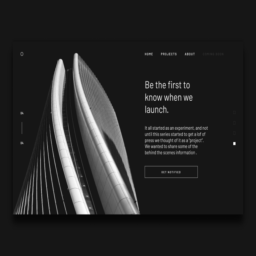 HOME PROJECTS ABOUT
Be the first to
know when we
launch.
It all started as an experiment, and not
until this series started to get a lot of
press we thought of it as a "project".
We wanted to share some of the
behind the scenes information.
GET NOTIFIED